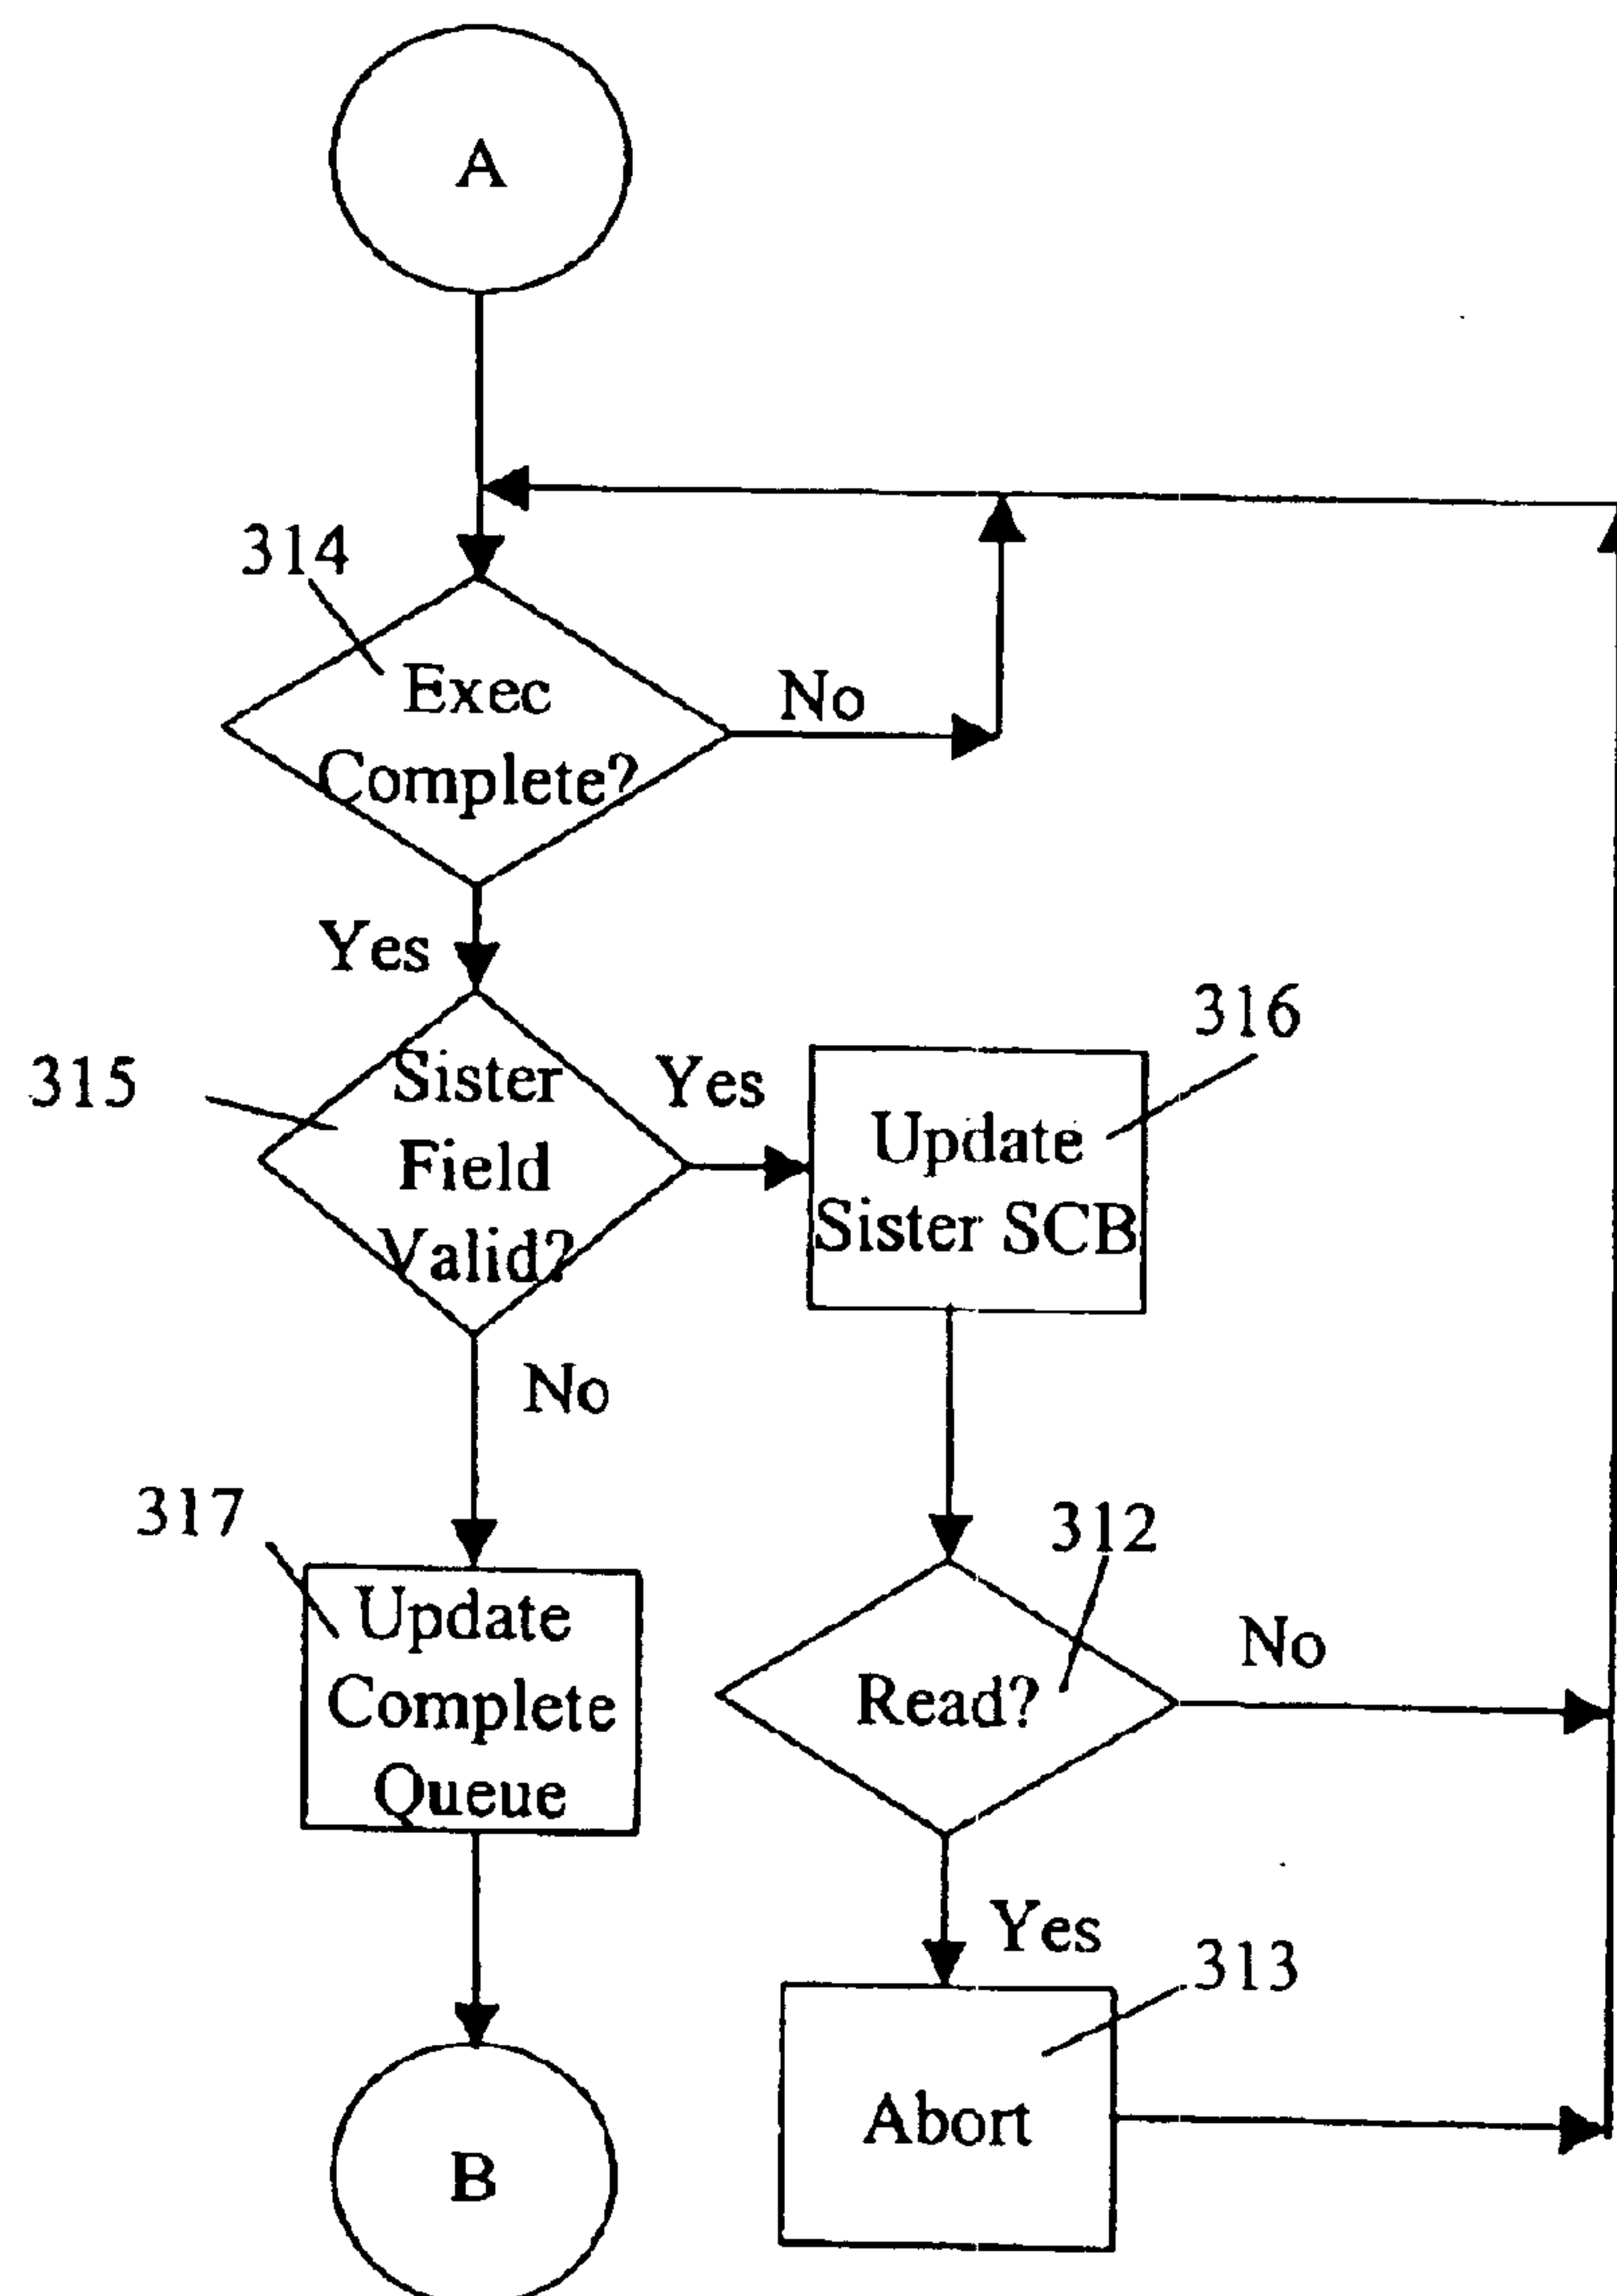 A
314
Exec
Complete?
No
Yes
315
Sister
Field
Valid?
Yes
316
Update
Sister SCB
No
317
Update
Complete
Queue
312
Read?
No
Yes
313
Abort
B